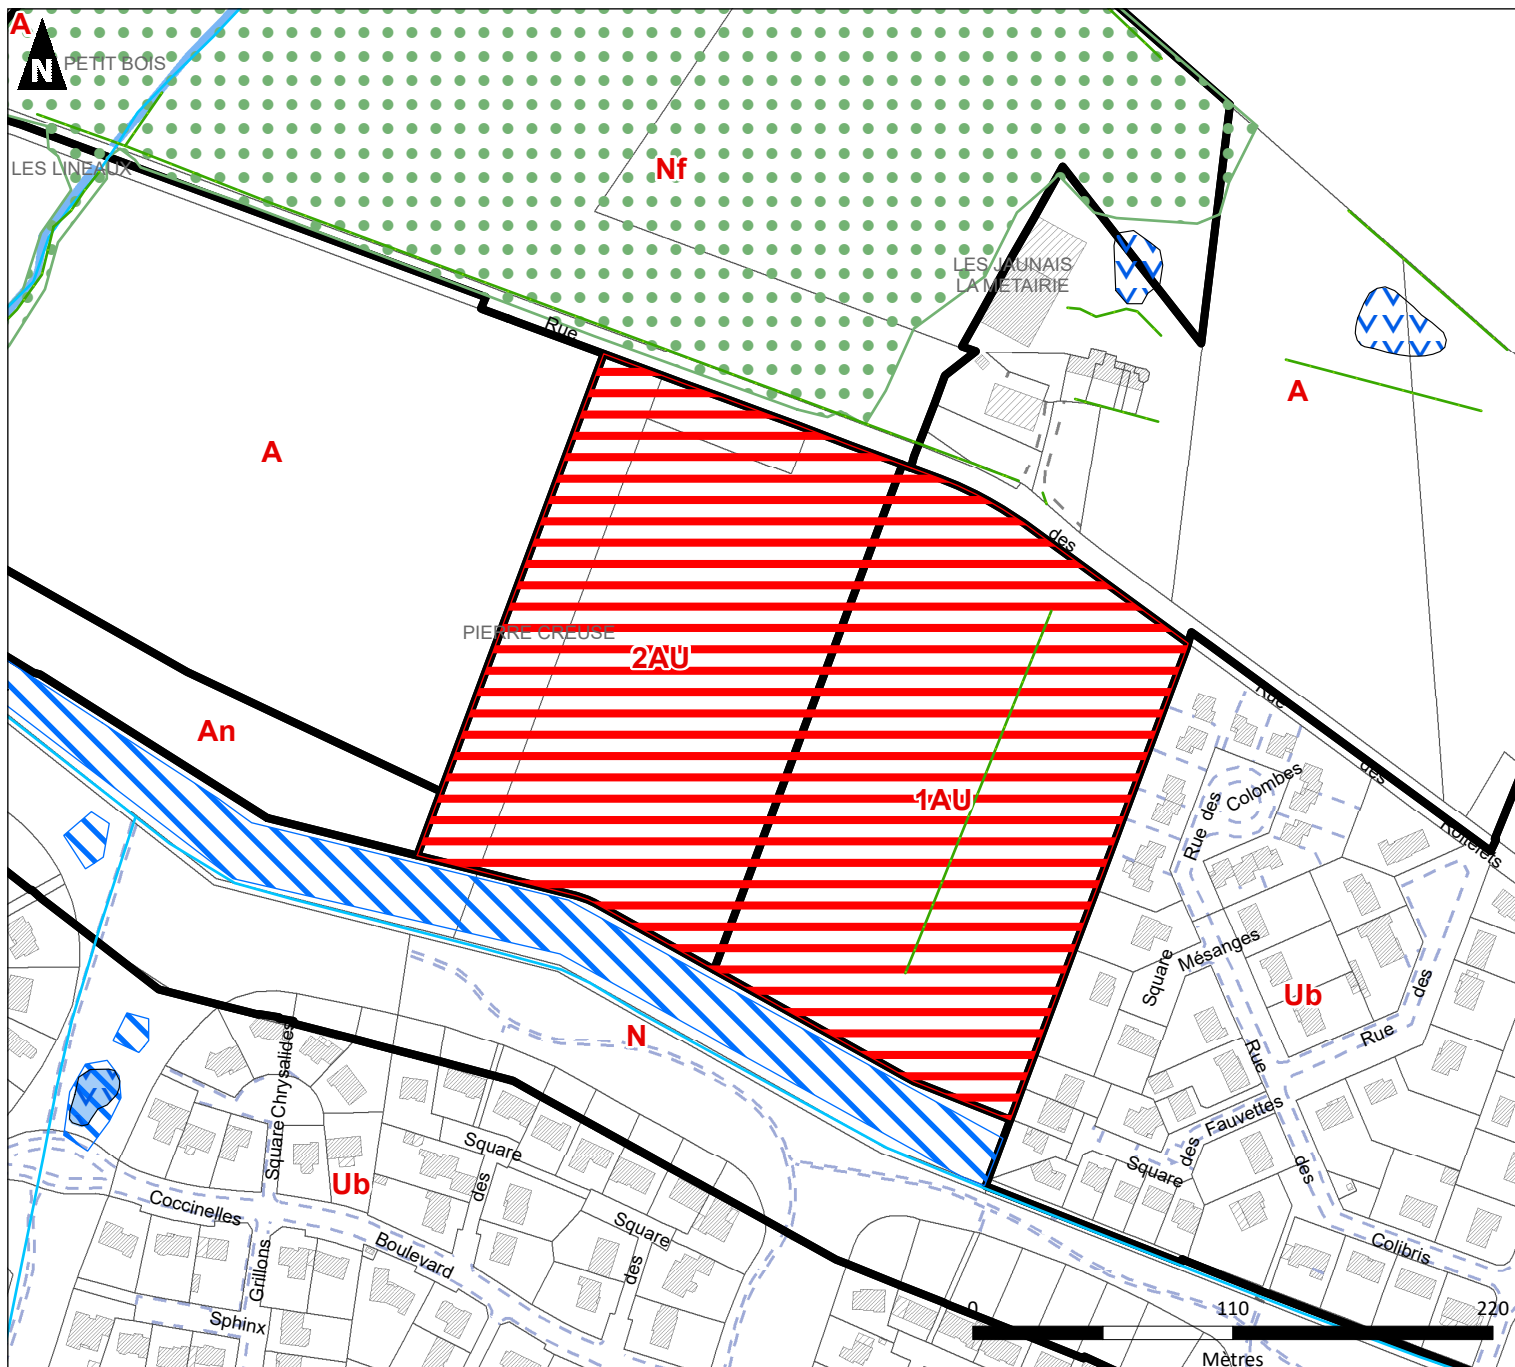 A
N
PETIT BOIS
LES LINEAUX
Nf
LES JAUNAIS
LA METAIRIE
Rue
A
A
des
PIERRE CREUSE
2AU
An
1AU
Rue
des
Rollerets
Rue des
Colombes
Square
Mésanges
Ub
des
Rue
Rue
N
Square Chrysalides
Fauvettes
des
Square
des
Square
des
Ub
Coccinelles
Square
des
Boulevard
Grillons
Colibris
Sphinx
0
110
220
Mètres